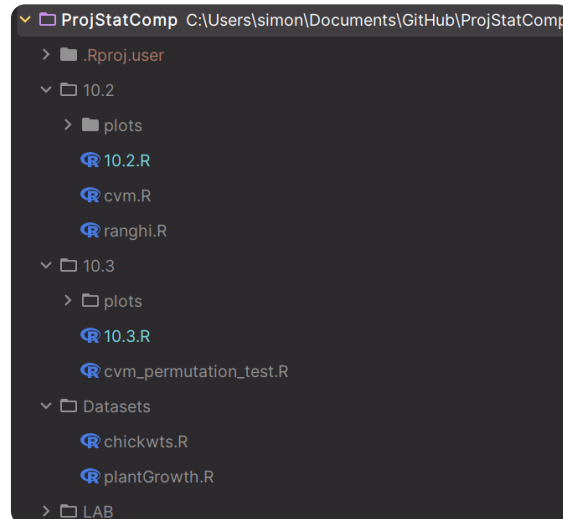 ProjStatComp C:\Users\simon\Documents\GitHub\ProjStatComp
.Rproj.user
10.2
plots
10.2.R
cvm.R
ranghi.R
10.3
plots
10.3.R
cvm_permutation_test.R
Datasets
chickwts.R
plantGrowth.R
LAB